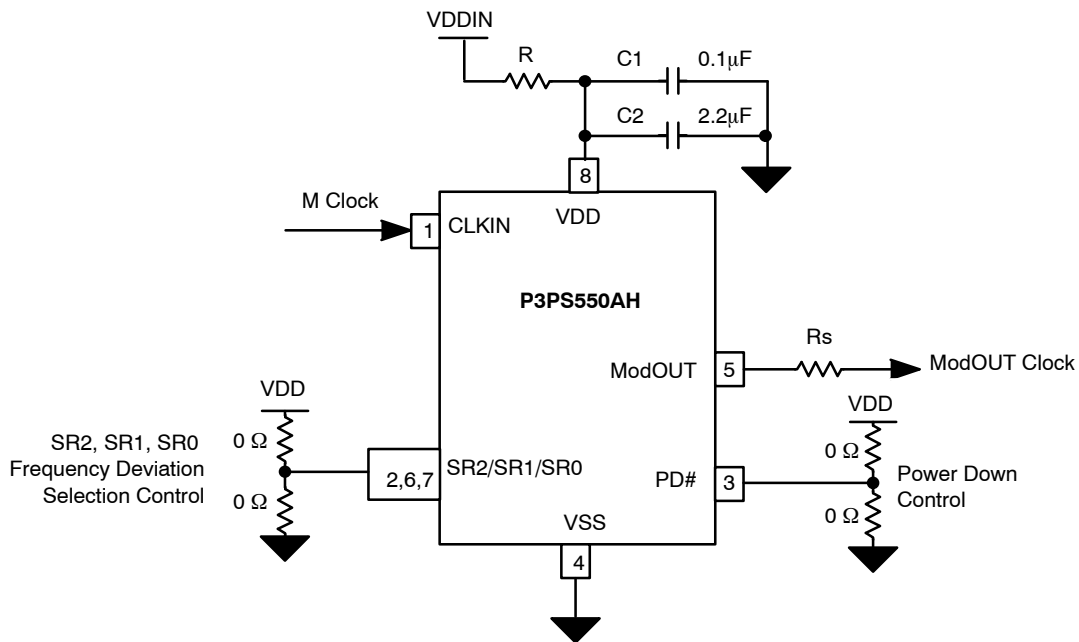 VDDIN
R
C1
0.1μF
C2
2.2μF
8
VDD
M Clock
1
CLKIN
P3PS550AH
Rs
ModOUT
5
ModOUT Clock
VDD
0 Ω
SR2, SR1, SR0
Frequency Deviation
Selection Control
0 Ω
2,6,7
SR2/SR1/SR0
PD#
3
VDD
0 Ω
0 Ω
Power Down
Control
VSS
4